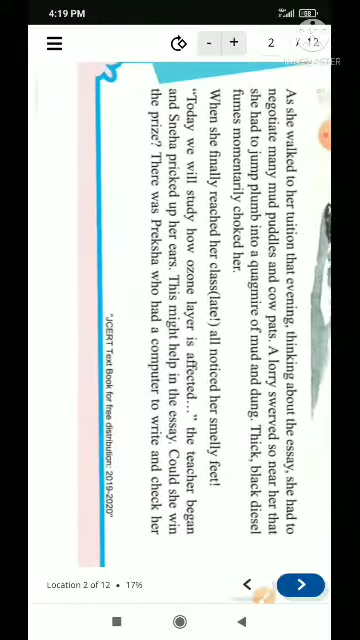 4:19 PM
58
2 / 12
As she walked to her tuition that evening, thinking about the essay, she had to
negotiate many mud puddles and cow pats. A lorry swerved so near her that
she had to jump plumb into a quagmire of mud and dung. Thick, black diesel
fumes momentarily choked her.
When she finally reached her class(late!) all noticed her smelly feet!
"Today we will study how ozone layer is affected..." the teacher began
and Sneha pricked up her ears. This might help in the essay. Could she win
the prize? There was Preksha who had a computer to write and check her
"JCERT Text Book for free distribution: 2019-2020"
Location 2 of 12 • 17%